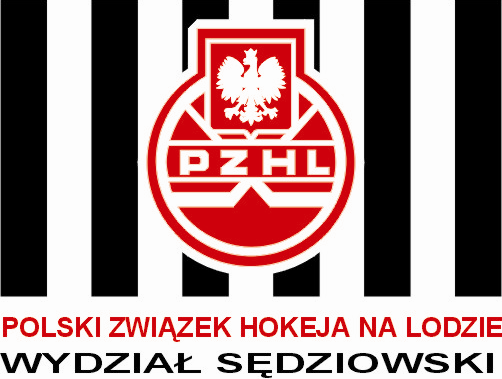 PZHL
POLSKI ZWIĄZEK HOKEJA NA LODZIE
WYDZIAŁ SĘDZIOWSKI